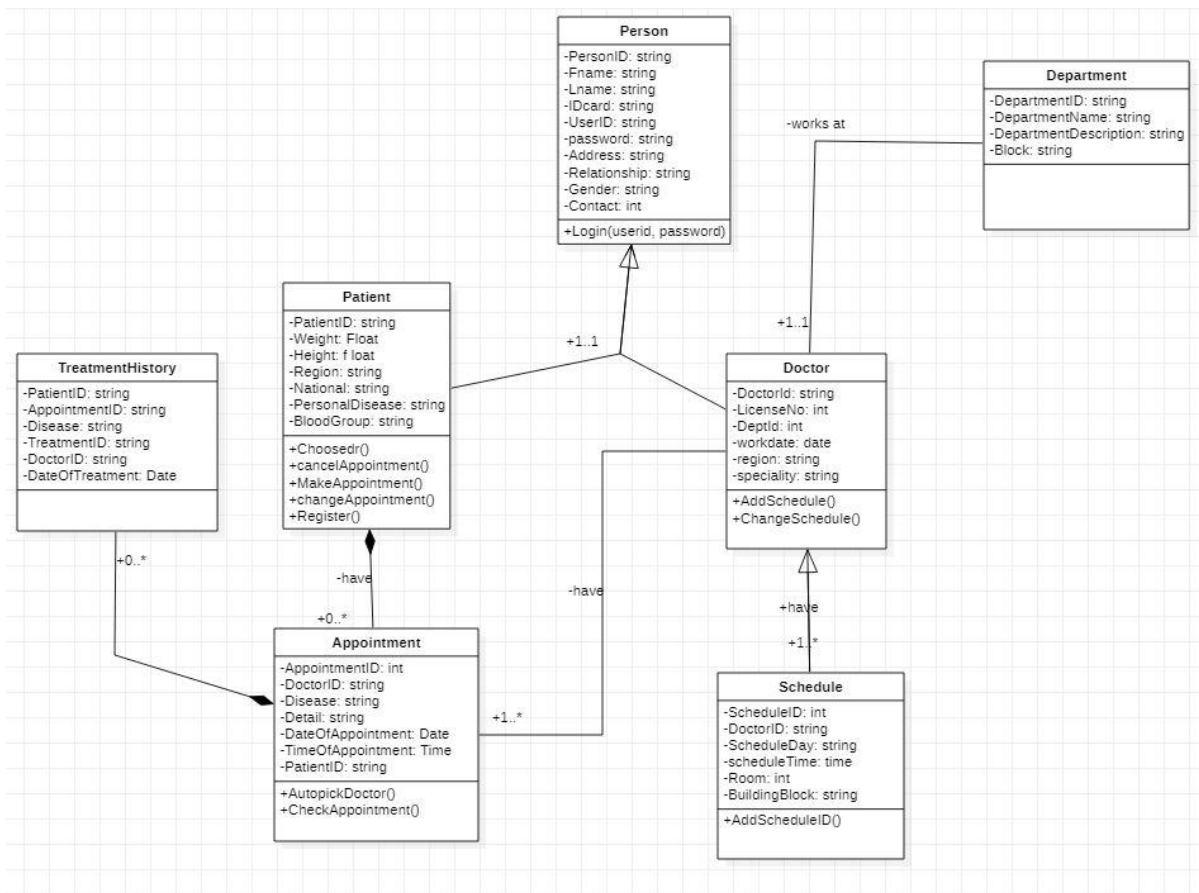 Person
-PersonID: string
-Fname: string
-Lname: string
-IDcard: string
-UserID: string
-password: string
-Address: string
-Relationship: string
-Gender: string
-Contact: int
+Login(userid, password)
Department
-DepartmentID: string
-DepartmentName: string
-DepartmentDescription: string
-Block: string
-works at
+1..1
+1..1
Patient
-PatientID: string
-Weight: Float
-Height: f loat
-Region: string
-National: string
-PersonalDisease: string
-BloodGroup: string
+Choosedr()
+cancelAppointment()
+MakeAppointment()
+changeAppointment()
+Register()
TreatmentHistory
-PatientID: string
-AppointmentID: string
-Disease: string
-TreatmentID: string
-DoctorID: string
-DateOfTreatment: Date
Doctor
-DoctorId: string
-LicenseNo: int
-DeptId: int
-workdate: date
-region: string
-speciality: string
+AddSchedule()
+ChangeSchedule()
+0..*
-have
+0..*
-have
+have
+1..*
Appointment
-AppointmentID: int
-DoctorID: string
-Disease: string
-Detail: string
-DateOfAppointment: Date
-TimeOfAppointment: Time
-PatientID: string
+AutopickDoctor()
+CheckAppointment()
+1..*
Schedule
-ScheduleID: int
-DoctorID: string
-ScheduleDay: string
-scheduleTime: time
-Room: int
-BuildingBlock: string
+AddScheduleID()